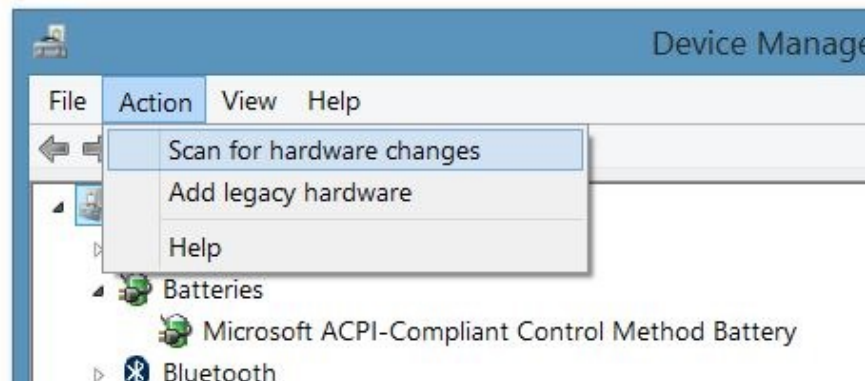 Device Manage
File Action View Help
Scan for hardware changes
Add legacy hardware
Help
Batteries
Microsoft ACPI-Compliant Control Method Battery
Bluetooth